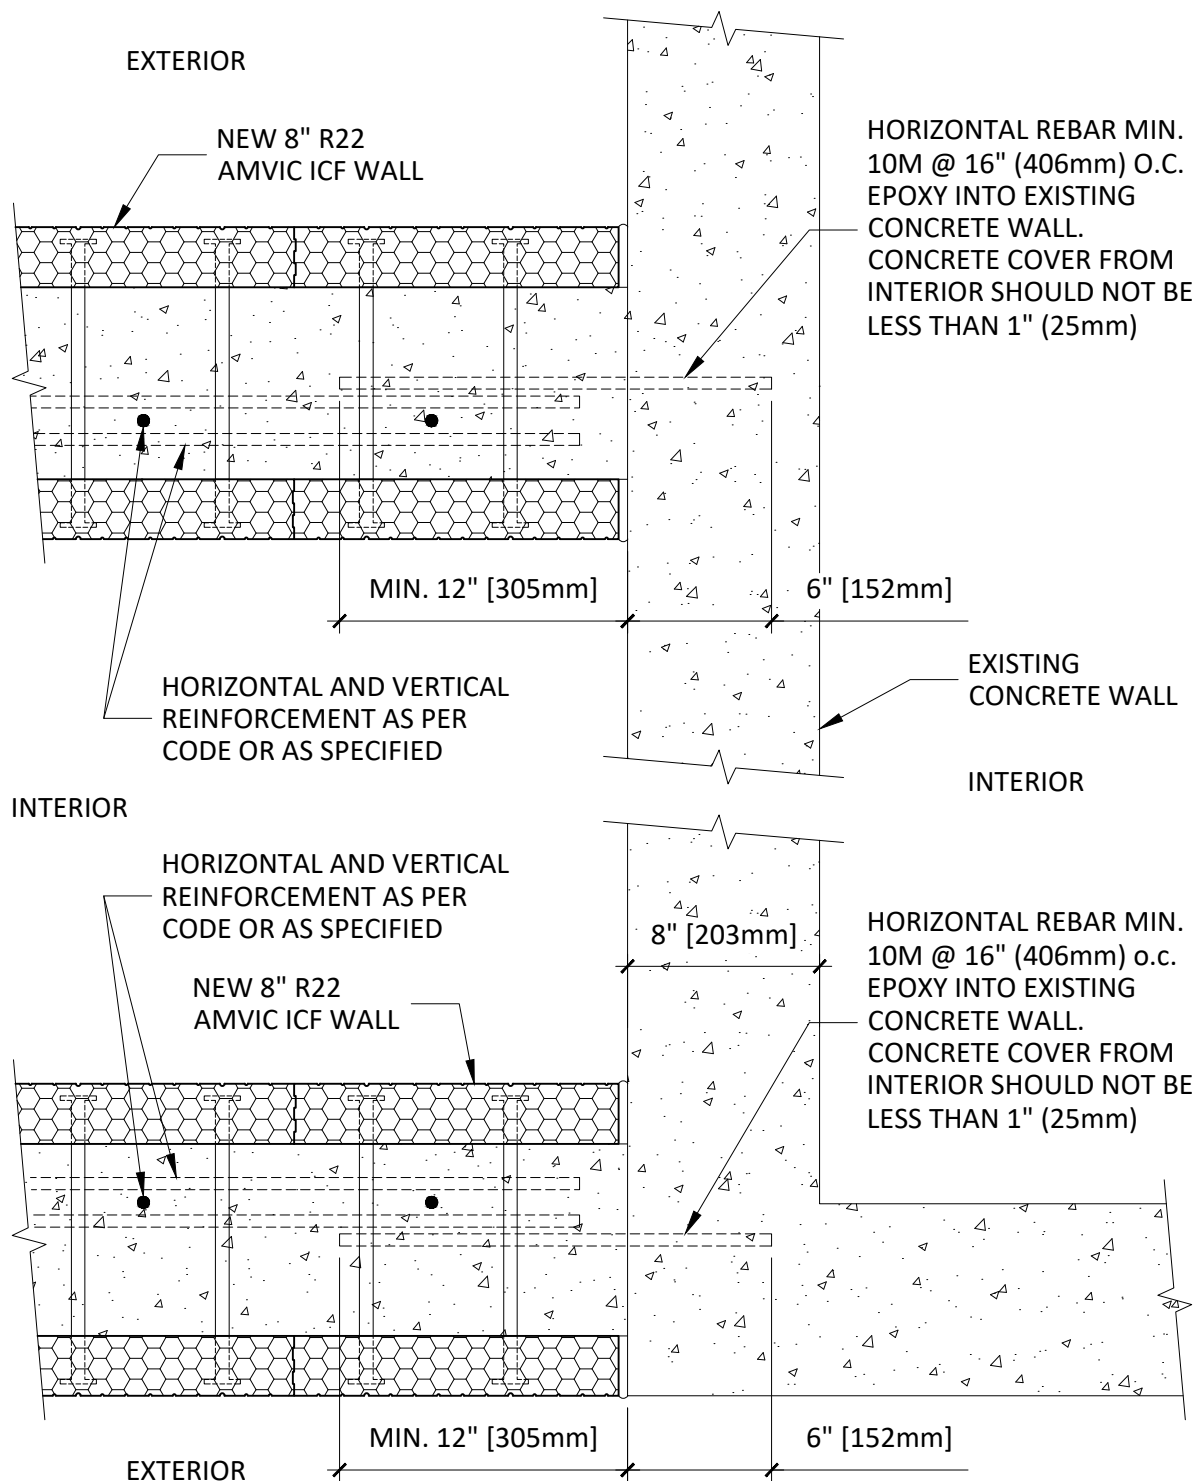 EXTERIOR
NEW 8" R22
AMVIC ICF WALL
HORIZONTAL REBAR MIN.
10M @ 16" (406mm) O.C.
EPOXY INTO EXISTING
CONCRETE WALL.
CONCRETE COVER FROM
INTERIOR SHOULD NOT BE
LESS THAN 1" (25mm)
MIN. 12" [305mm]
6" [152mm]
HORIZONTAL AND VERTICAL
REINFORCEMENT AS PER
CODE OR AS SPECIFIED
EXISTING
CONCRETE WALL
INTERIOR
INTERIOR
HORIZONTAL AND VERTICAL
REINFORCEMENT AS PER
CODE OR AS SPECIFIED
8" [203mm]
NEW 8" R22
AMVIC ICF WALL
HORIZONTAL REBAR MIN.
10M @ 16" (406mm) o.c.
EPOXY INTO EXISTING
CONCRETE WALL.
CONCRETE COVER FROM
INTERIOR SHOULD NOT BE
LESS THAN 1" (25mm)
MIN. 12" [305mm]
6" [152mm]
EXTERIOR